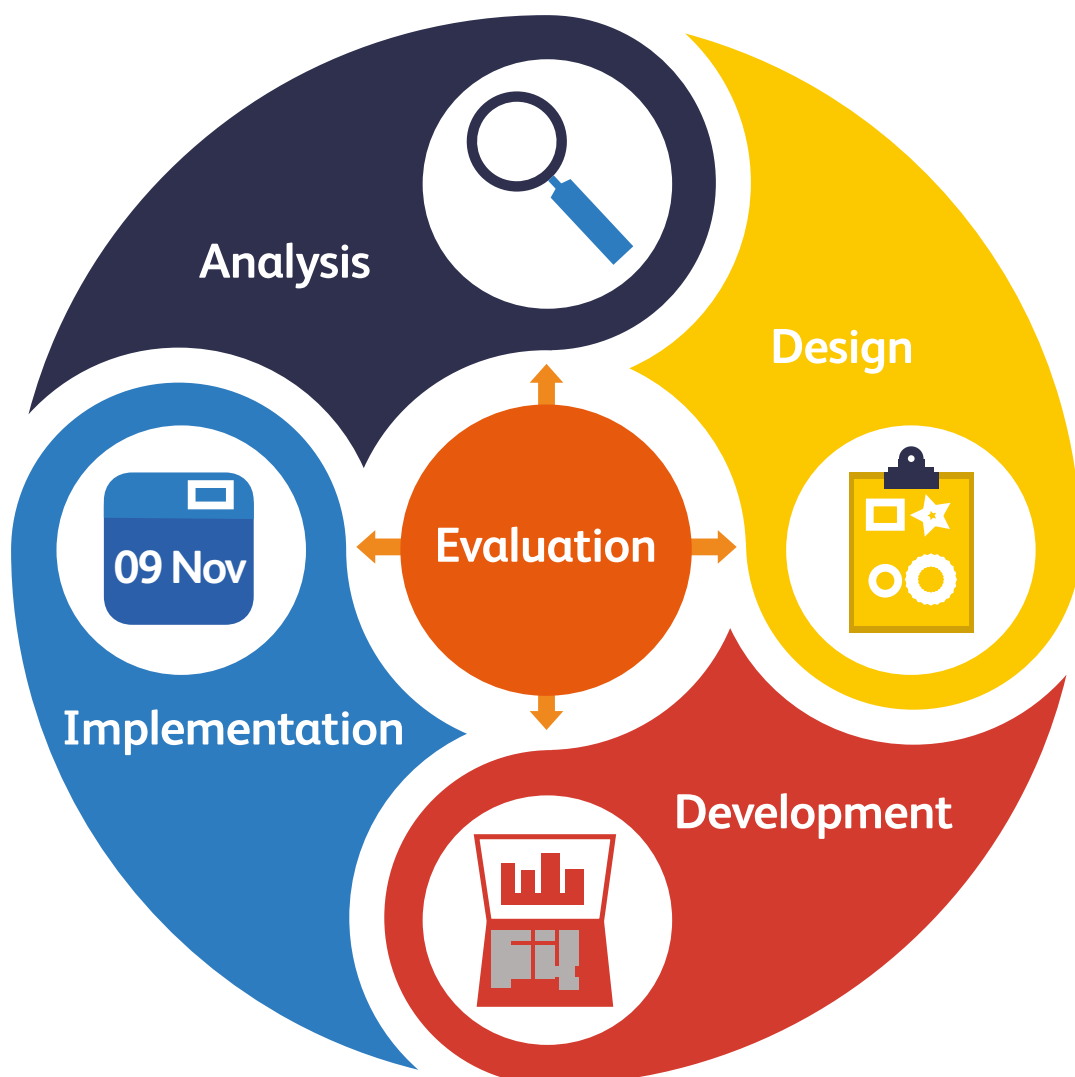 Analysis
Design
Evaluation
09 Nov
Implementation
Development